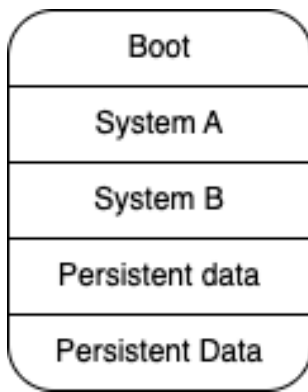 Boot
System A
System B
Persistent data
Persistent Data